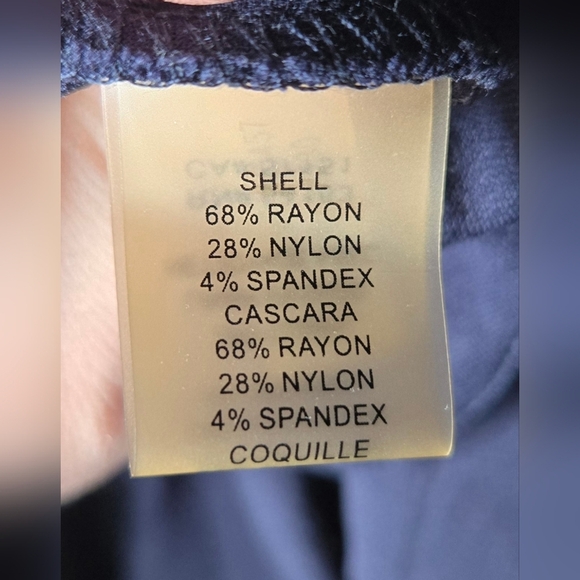 SHELL
68% RAYON
28% NYLON
4% SPANDEX
CASCARA
68% RAYON
28% NYLON
4% SPANDEX
COQUILLE